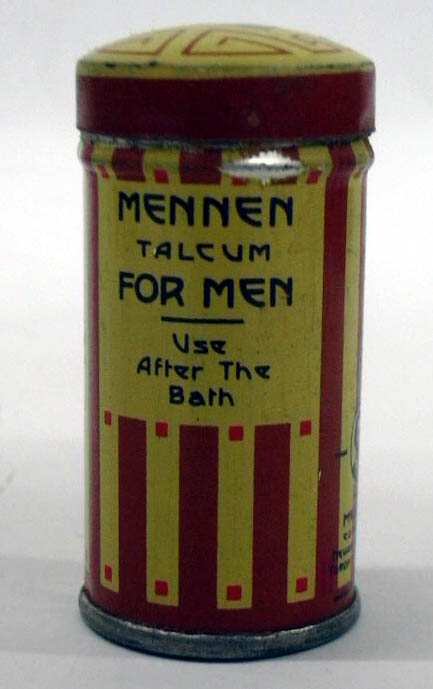 MENNEN
TALCUM
FOR MEN
Use
After The
Bath